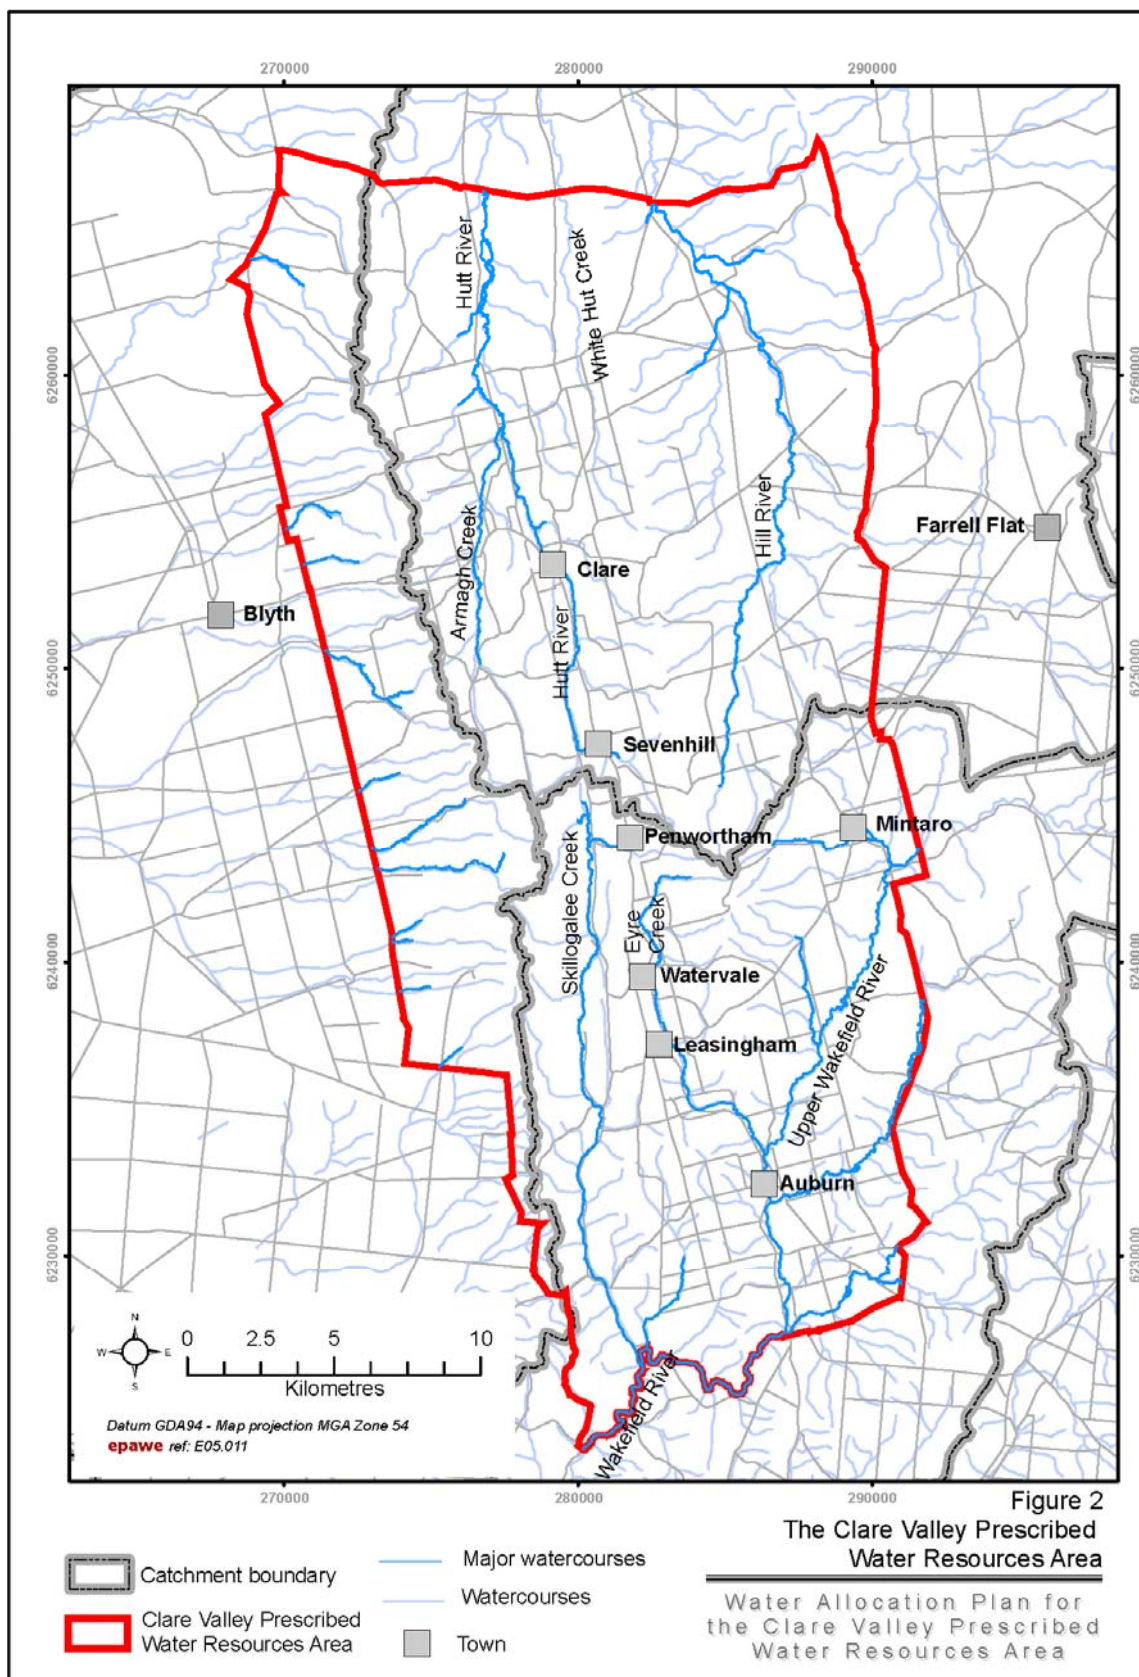 270000
280000
290000
6260000
6260000
6250000
6250000
6240000
6240000
6230000
6230000
Hutt River
White Hut Creek
Hill River
Armagh Creek
Farrell Flat
Clare
Blyth
Hutt River
Sevenhill
Mintaro
Penwortham
Skillogalee Creek
Eyre
Creek
Watervale
Leasingham
Upper Wakefield River
Auburn
Wakefield River
N
W
E
S
0
2.5
5
10
Kilometres
Datum GDA94 - Map projection MGA Zone 54
epawe ref: E05.011
270000
280000
290000
Figure 2
The Clare Valley Prescribed
Water Resources Area
Water Allocation Plan for
the Clare Valley Prescribed
Water Resources Area
Catchment boundary
Clare Valley Prescribed
Water Resources Area
Major watercourses
Watercourses
Town